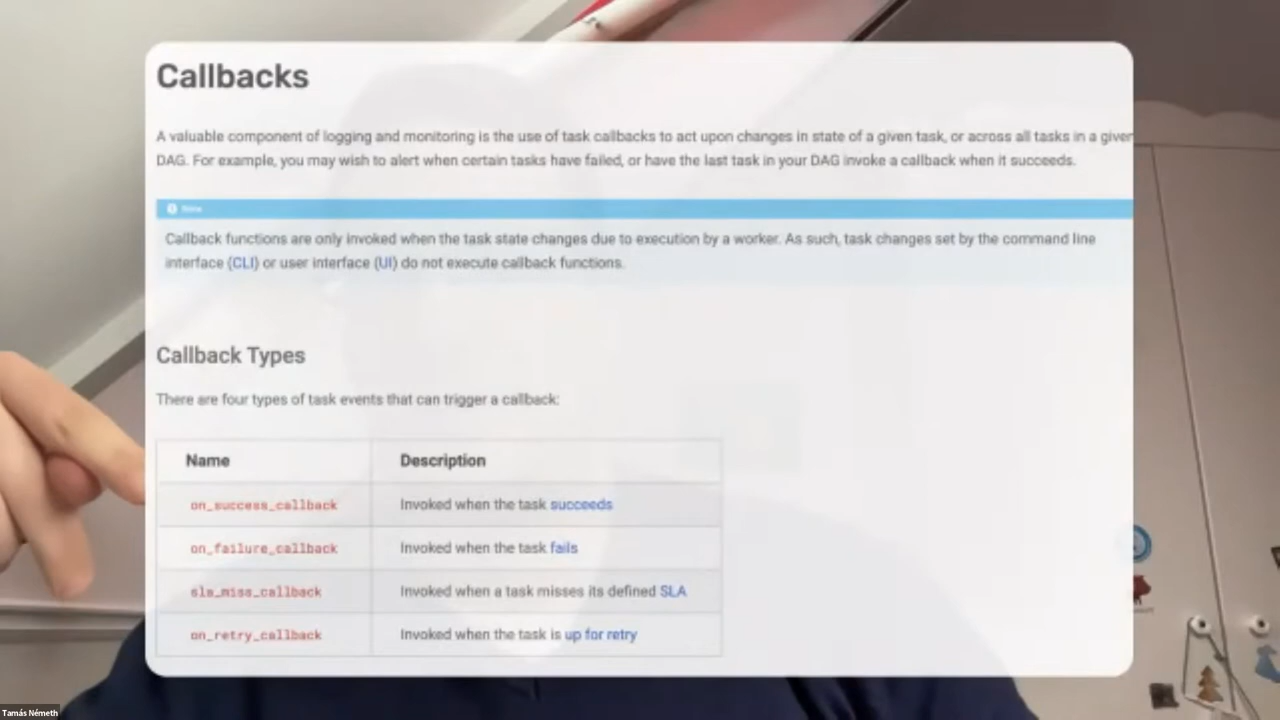 Callbacks
A valuable component of logging and monitoring is the use of task callbacks to act upon changes in state of a given task, or across all tasks in a given
DAG. For example, you may wish to alert when certain tasks have failed, or have the last task in your DAG invoke a callback when it succeeds.
Note
Callback functions are only invoked when the task state changes due to execution by a worker. As such, task changes set by the command line
interface (CLI) or user interface (UI) do not execute callback functions.
Callback Types
There are four types of task events that can trigger a callback:
Name Description
on_success_callback Invoked when the task succeeds
on_failure_callback Invoked when the task fails
sla_miss_callback Invoked when a task misses its defined SLA
on_retry_callback Invoked when the task is up for retry
Tamás Németh